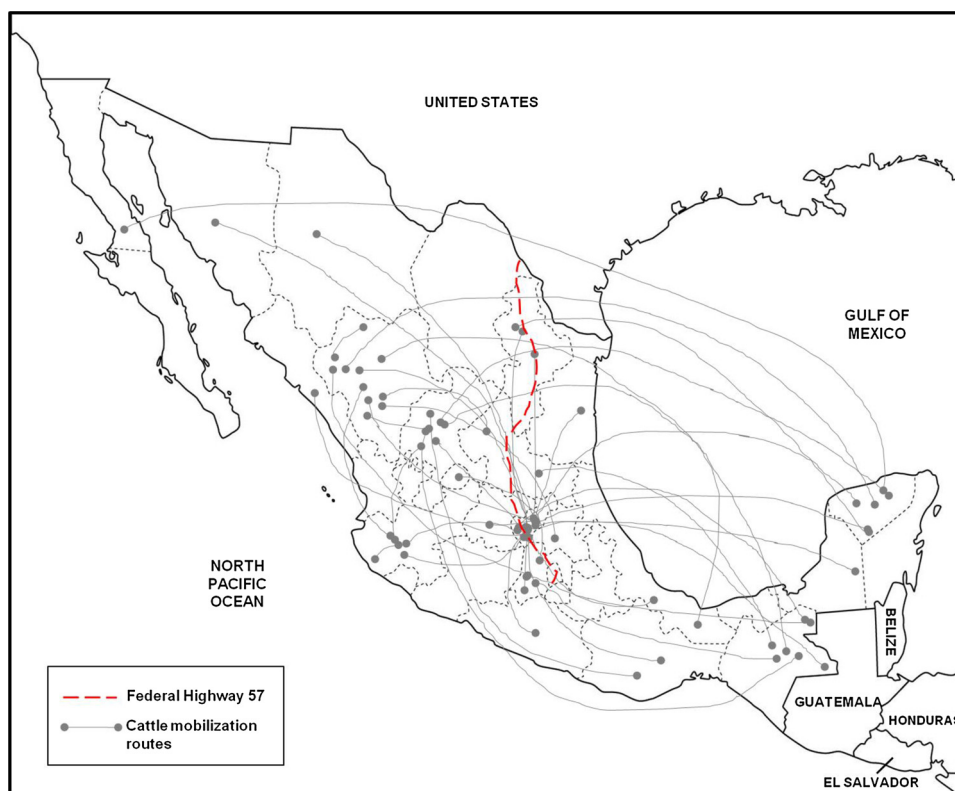 UNITED STATES
GULF OF
MEXICO
NORTH
PACIFIC
OCEAN
BELIZE
GUATEMALA
HONDURAS
EL SALVADOR
Federal Highway 57
Cattle mobilization
routes